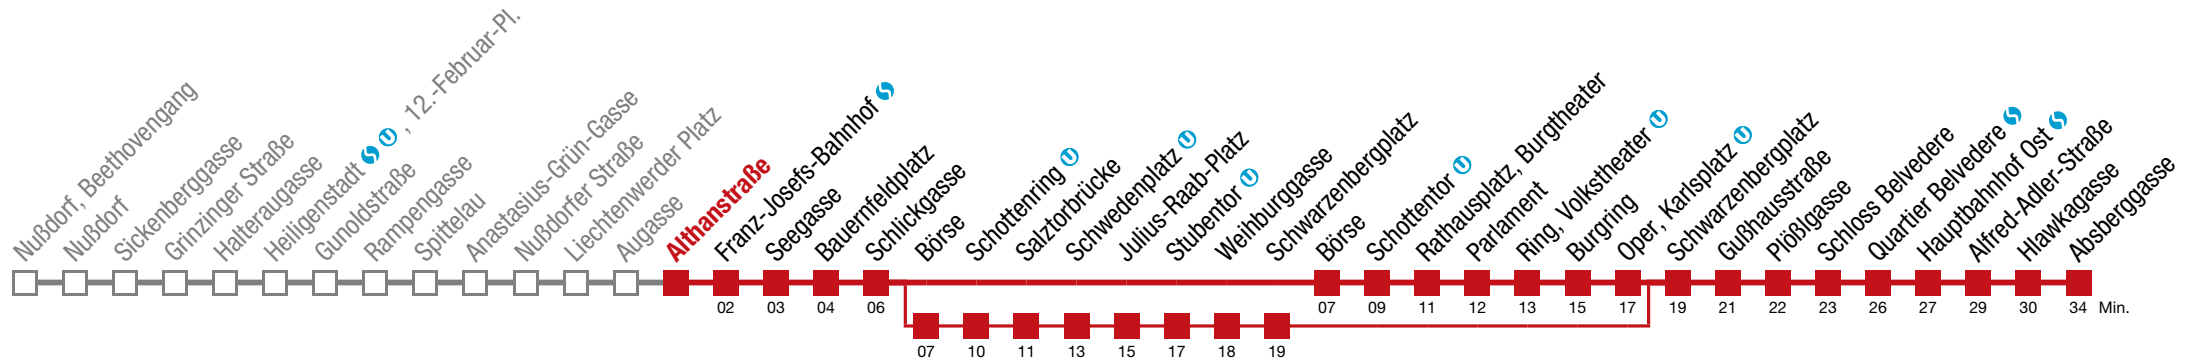 Nußdorf, Beethovengang
Nußdorf
Sickenberggasse
Grinzinger Straße
Halteraugasse
Heiligenstadt S U , 12.-Februar-Pl.
Gunoldstraße
Rampengasse
Spittelau
Anastasius-Grün-Gasse
Nußdorfer Straße
Liechtenwerder Platz
Augasse
Althanstraße
Franz-Josefs-Bahnhof S
Seegasse
Bauernfeldplatz
Schlickgasse
Börse
Schottenring U
Salztorbrücke
Schwedenplatz U
Julius-Raab-Platz
Stubentor U
Weihburggasse
Schwarzenbergplatz
Börse
Schottentor U
Rathausplatz, Burgtheater
Parlament
Ring, Volkstheater U
Burgring
Oper, Karlsplatz U
Schwarzenbergplatz
Gußhausstraße
Plößlgasse
Schloss Belvedere
Quartier Belvedere S
Hauptbahnhof Ost S
Alfred-Adler-Straße
Hlawkagasse
Absberggasse
02 03 04 06 07 09 11 12 13 15 17 19 21 22 23 26 27 29 30 34 Min.
07 10 11 13 15 17 18 19